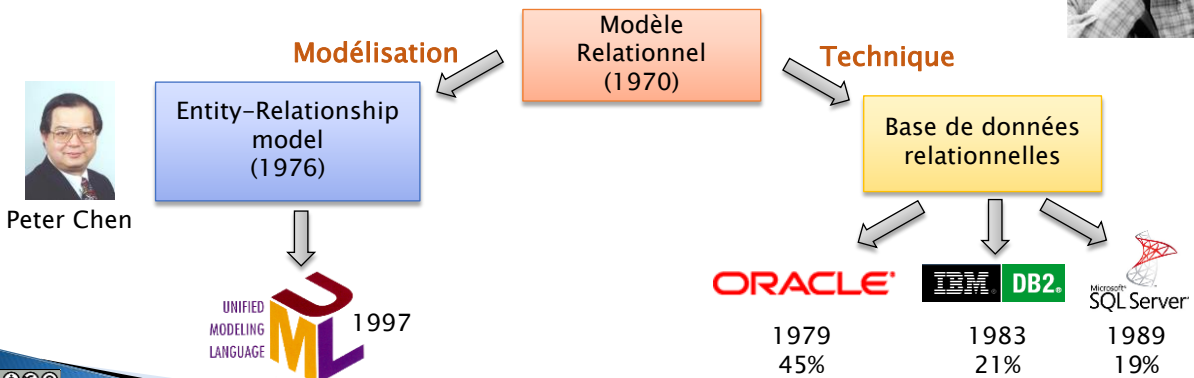 Modèle
Relationnel
(1970)
Modélisation
Technique
Entity-Relationship
model
(1976)
Base de données
relationnelles
Peter Chen
UNIFIED
MODELING
LANGUAGE
UML
1997
ORACLE
IBM. DB2.
Microsoft
SQL Server
1979
45%
1983
21%
1989
19%